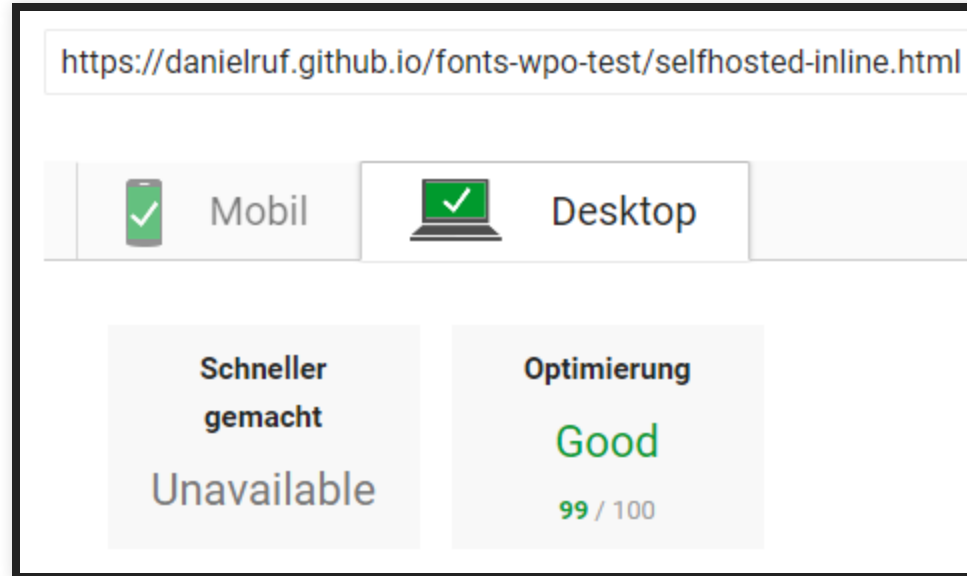 https://danielruf.github.io/fonts-wpo-test/selfhosted-inline.html
Mobil
Desktop
Schneller
gemacht
Unavailable
Optimierung
Good
99 / 100